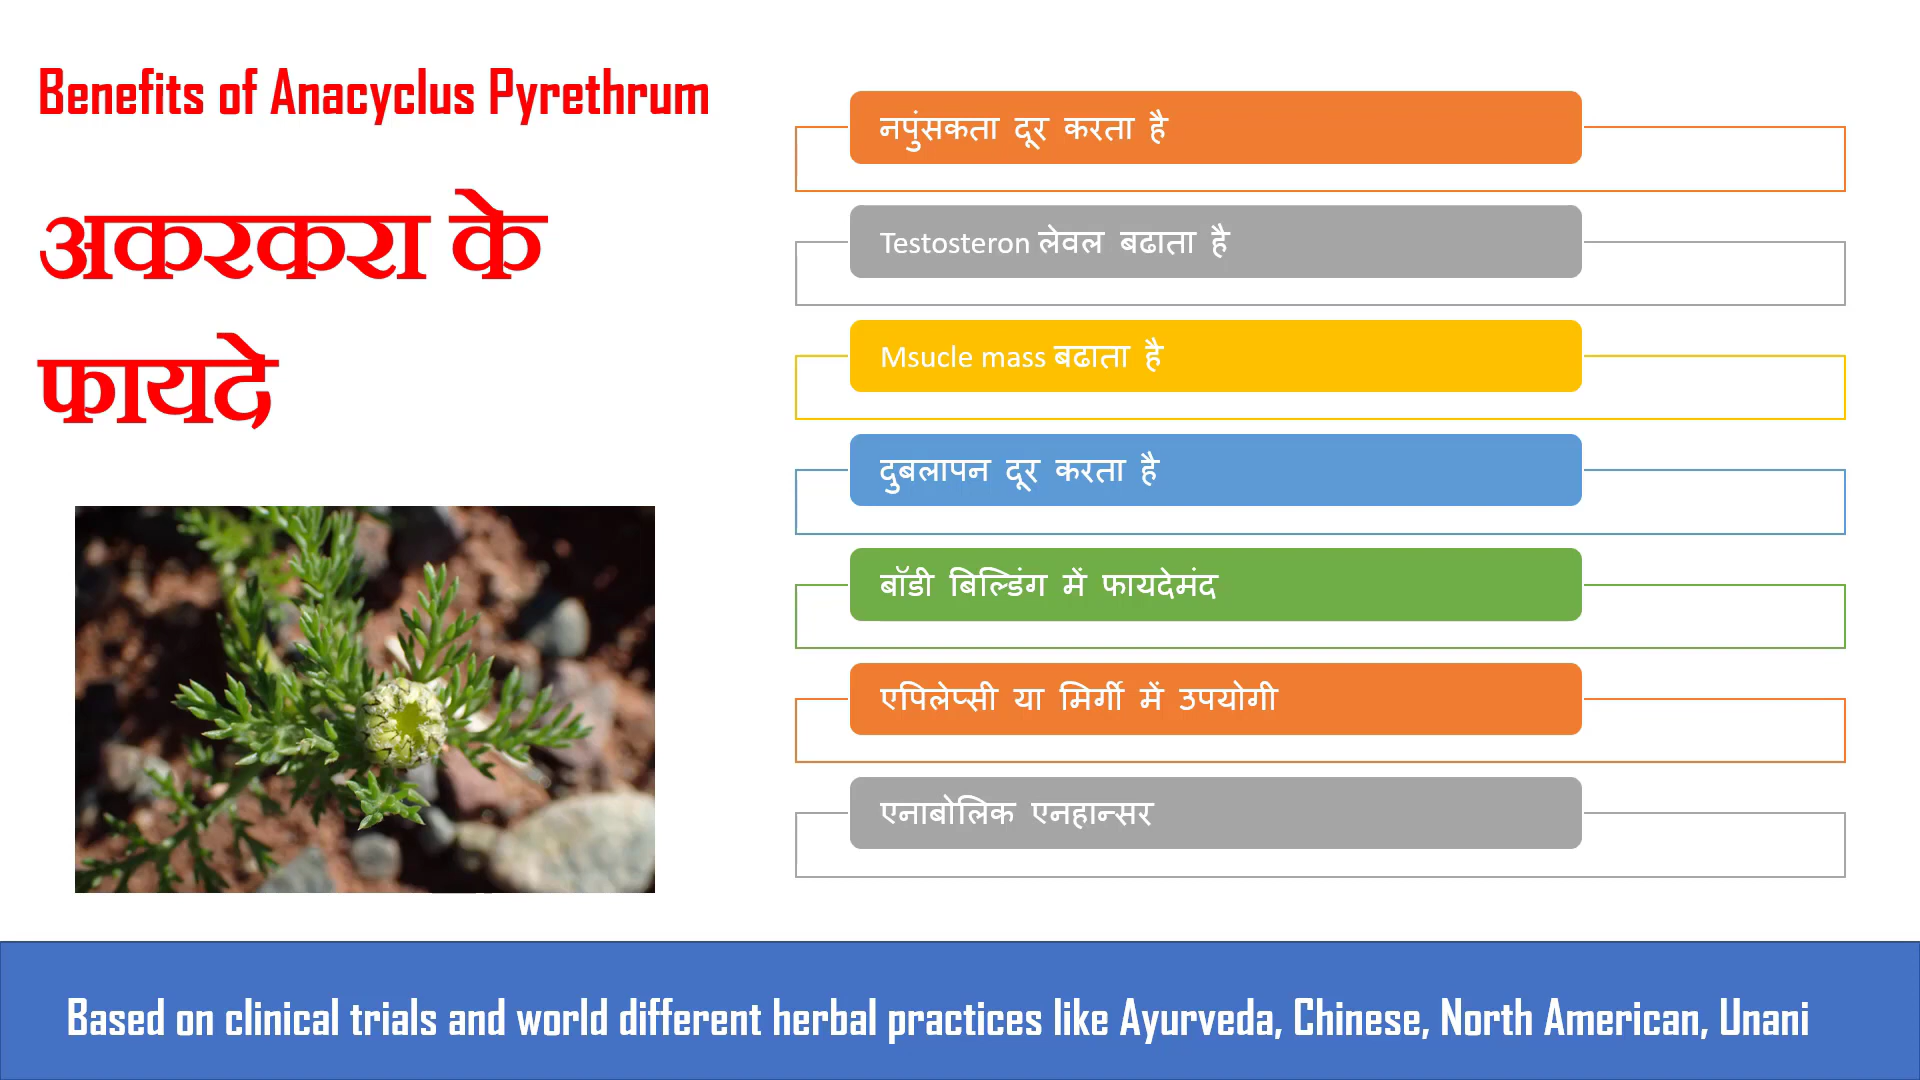 Benefits of Anacyclus Pyrethrum
अकरकरा के
फायदे
नपुंसकता दूर करता है
Testosteron लेवल बढाता है
Msucle mass बढाता है
दुबलापन दूर करता है
बॉडी बिल्डिंग में फायदेमंद
एपिलेप्सी या मिर्गी में उपयोगी
एनाबोलिक एनहान्सर
Based on clinical trials and world different herbal practices like Ayurveda, Chinese, North American, Unani